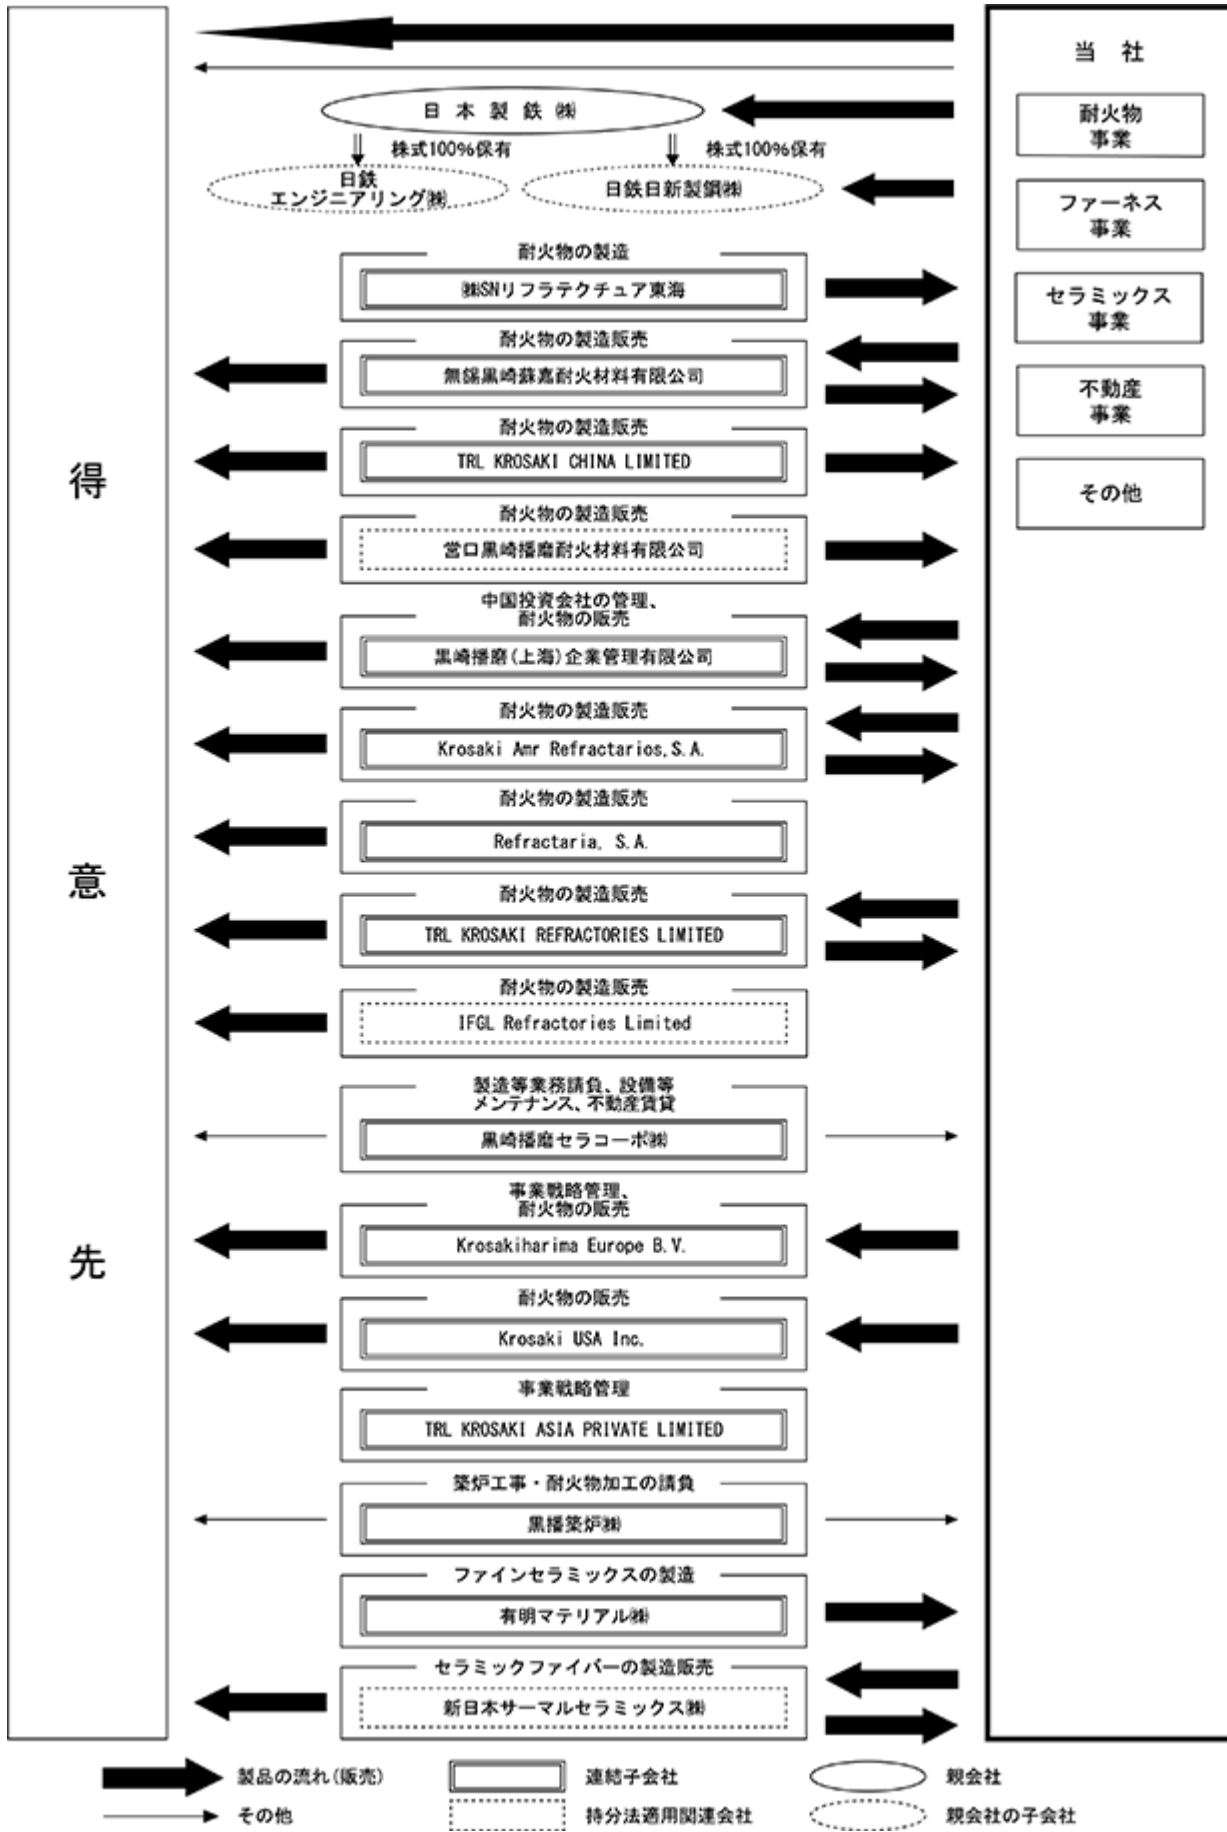 当 社
耐火物
事業
ファーネス
事業
セラミックス
事業
不動産
事業
その他
得
意
先
日 本 製 鉄 ㈱
株式100％保有
株式100％保有
日鉄
エンジニアリング㈱
日鉄日新製鋼㈱
耐火物の製造
㈱SNリフラテクチュア東海
耐火物の製造販売
無錫黒崎蘇嘉耐火材料有限公司
耐火物の製造販売
TRL KROSAKI CHINA LIMITED
耐火物の製造販売
営口黒崎播磨耐火材料有限公司
中国投資会社の管理、
耐火物の販売
黒崎播磨(上海)企業管理有限公司
耐火物の製造販売
Krosaki Amr Refractarios,S.A.
耐火物の製造販売
Refractaria, S.A.
耐火物の製造販売
TRL KROSAKI REFRACTORIES LIMITED
耐火物の製造販売
IFGL Refractories Limited
製造等業務請負、設備等
メンテナンス、不動産賃貸
黒崎播磨セラコーポ㈱
事業戦略管理、
耐火物の販売
Krosakiharima Europe B.V.
耐火物の販売
Krosaki USA Inc.
事業戦略管理
TRL KROSAKI ASIA PRIVATE LIMITED
築炉工事・耐火物加工の請負
黒播築炉㈱
ファインセラミックスの製造
有明マテリアル㈱
セラミックファイバーの製造販売
新日本サーマルセラミックス㈱
製品の流れ(販売)
連結子会社
親会社
その他
持分法適用関連会社
親会社の子会社